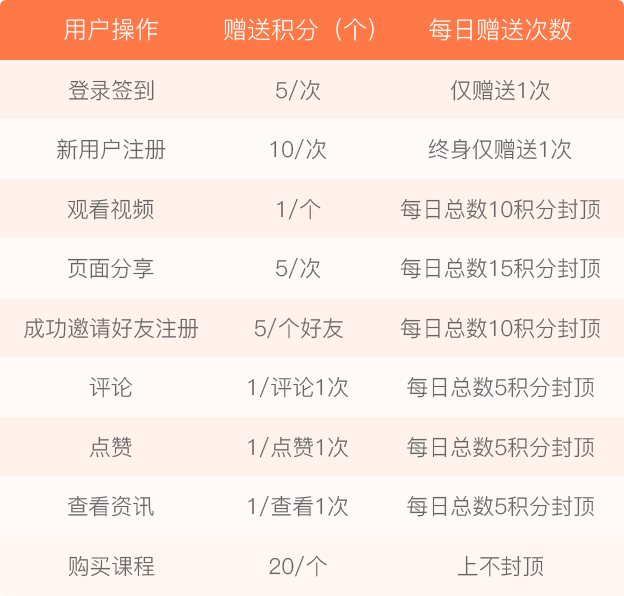 用户操作 赠送积分（个） 每日赠送次数
登录签到 5/次 仅赠送1次
新用户注册 10/次 终身仅赠送1次
观看视频 1/个 每日总数10积分封顶
页面分享 5/次 每日总数15积分封顶
成功邀请好友注册 5/个好友 每日总数10积分封顶
评论 1/评论1次 每日总数5积分封顶
点赞 1/点赞1次 每日总数5积分封顶
查看资讯 1/查看1次 每日总数5积分封顶
购买课程 20/个 上不封顶